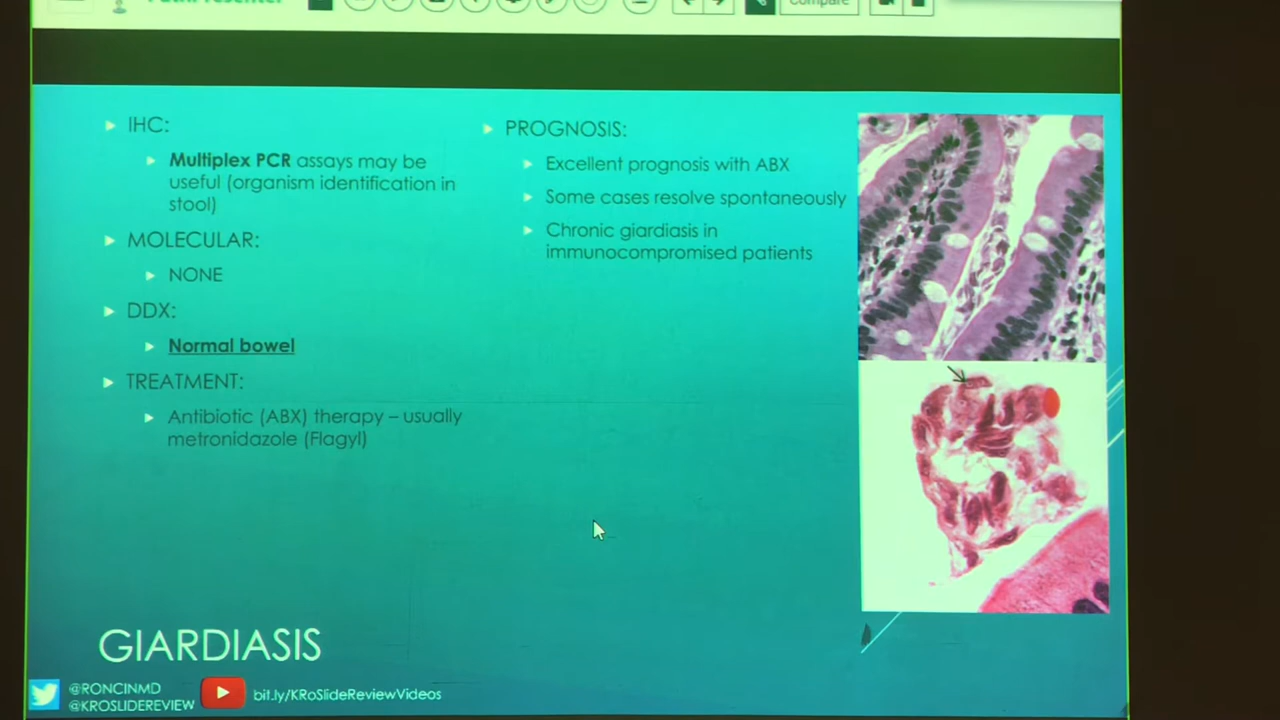 PathPresenter
Compare
IHC:
Multiplex PCR assays may be
useful (organism identification in
stool)
MOLECULAR:
NONE
DDX:
Normal bowel
TREATMENT:
Antibiotic (ABX) therapy – usually
metronidazole (Flagyl)
PROGNOSIS:
Excellent prognosis with ABX
Some cases resolve spontaneously
Chronic giardiasis in
immunocompromised patients
GIARDIASIS
@RONCINMD
@KROSLIDEREVIEW
bit.ly/KRoSlideReviewVideos